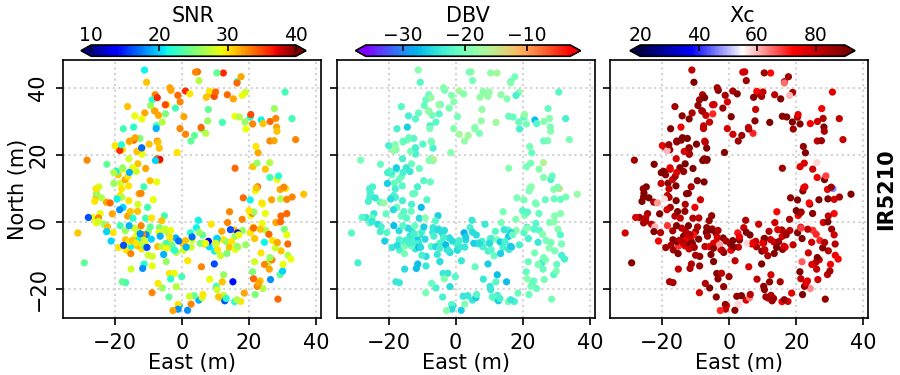 SNR DBV Xc
10 20 30 40 −30 −20 −10 20 40 60 80
40
20
0
−20
North (m)
IR5210
−20 0 20 40 −20 0 20 40 −20 0 20 40
East (m) East (m) East (m)